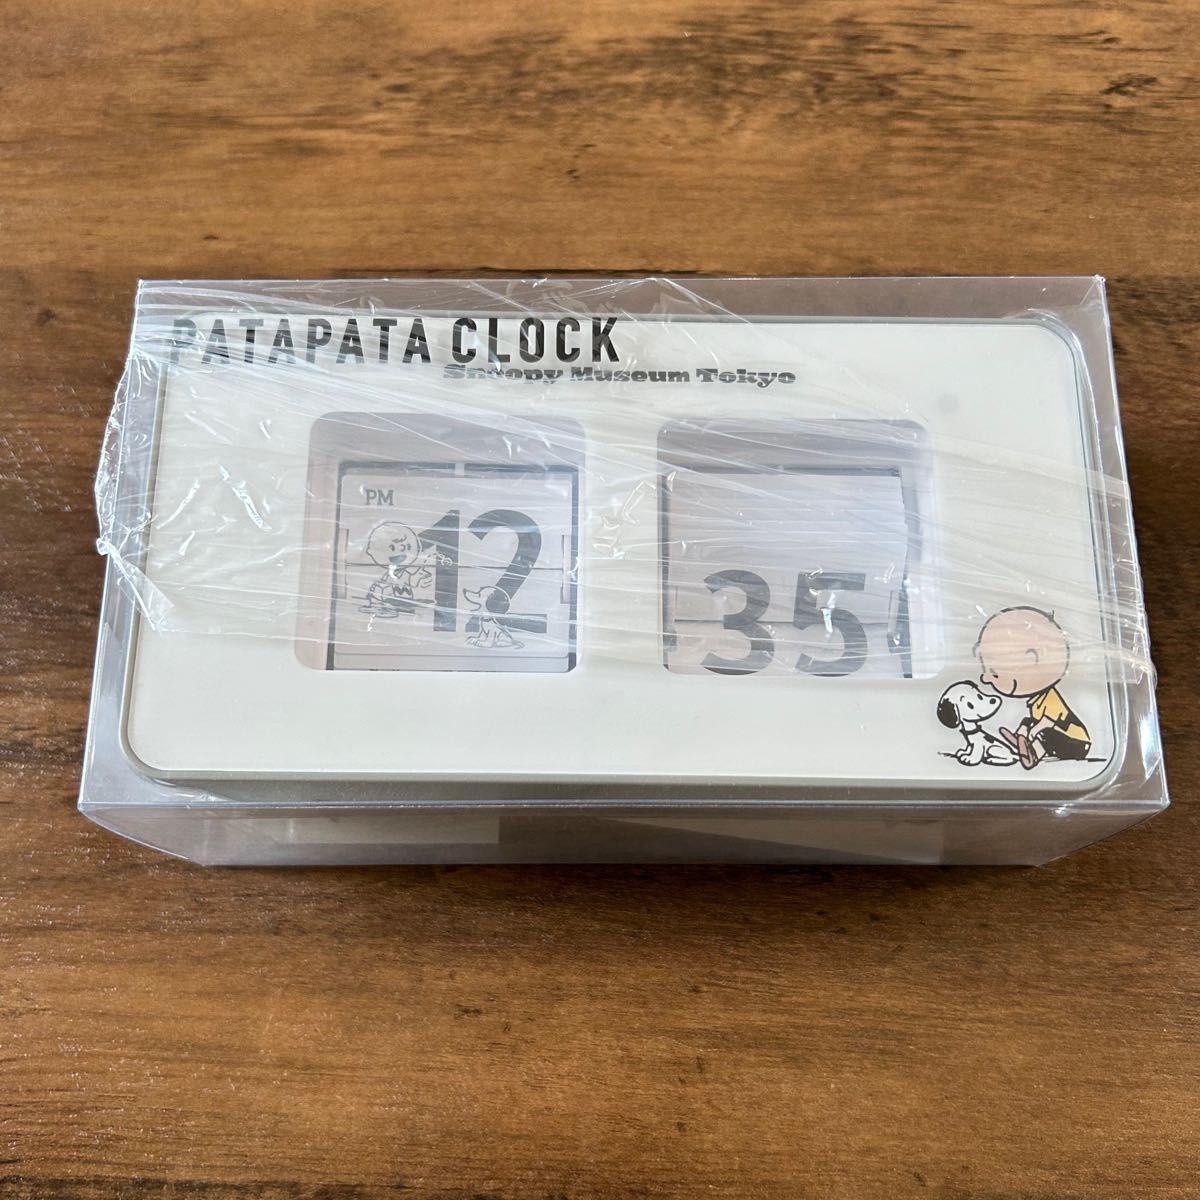 PATAPATA CLOCK
Snoopy Museum Tokyo
PM
12
35